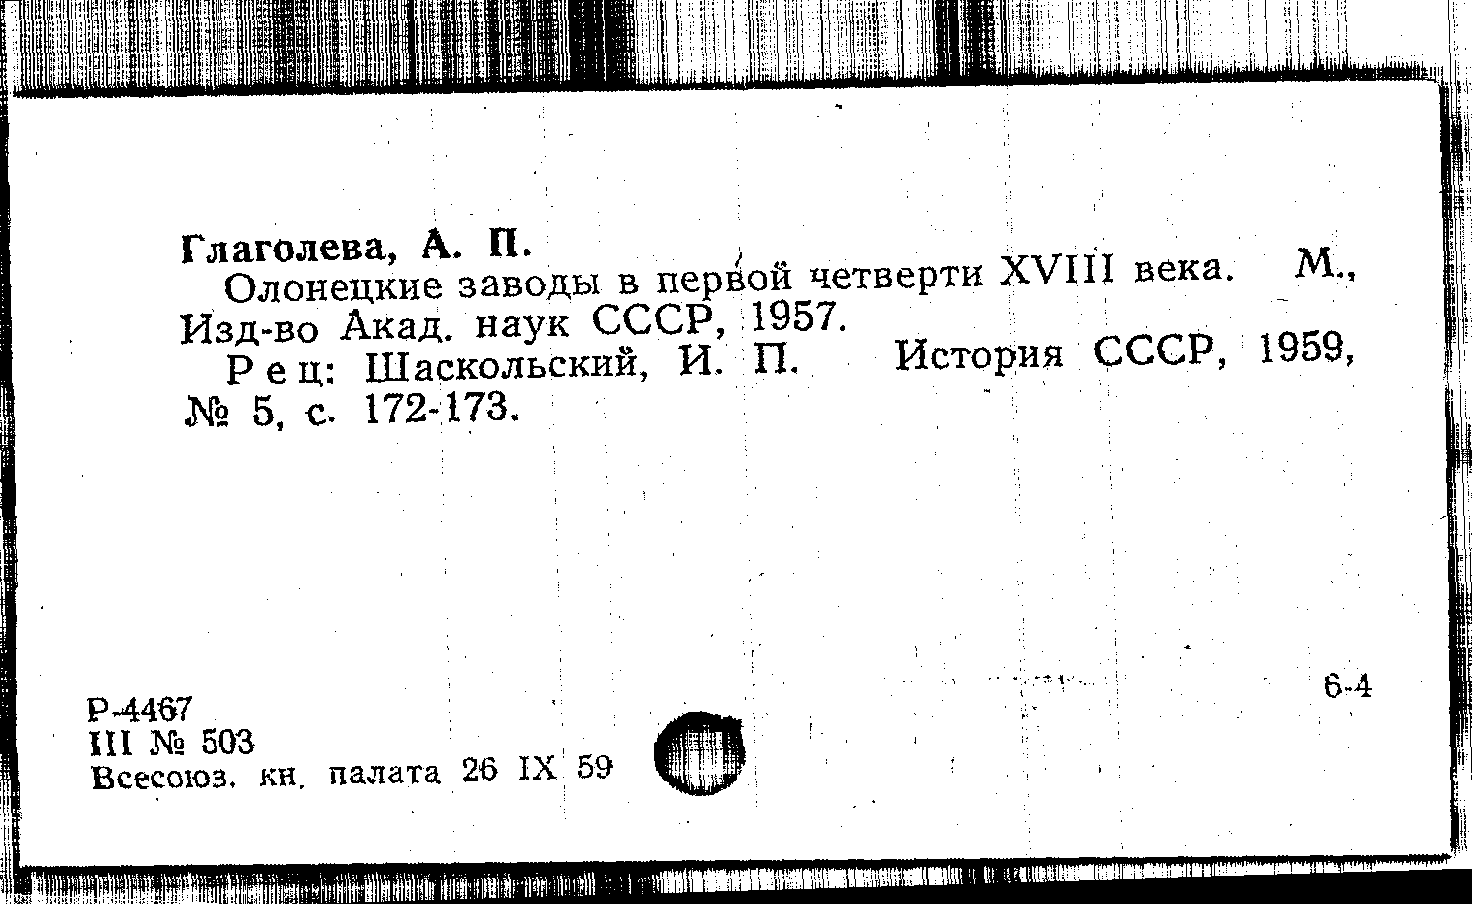 Глаголева, А. П.
Олонецкие заводы в первой четверти XVIII века. М.,
Изд-во Акад. наук СССР, 1957.
Рец: Шаскольский, И. П. История СССР, 1959,
№ 5, с. 172-173.
6-4
Р-4467
III № 503
Всесоюз. кн. палата 26 IX 59